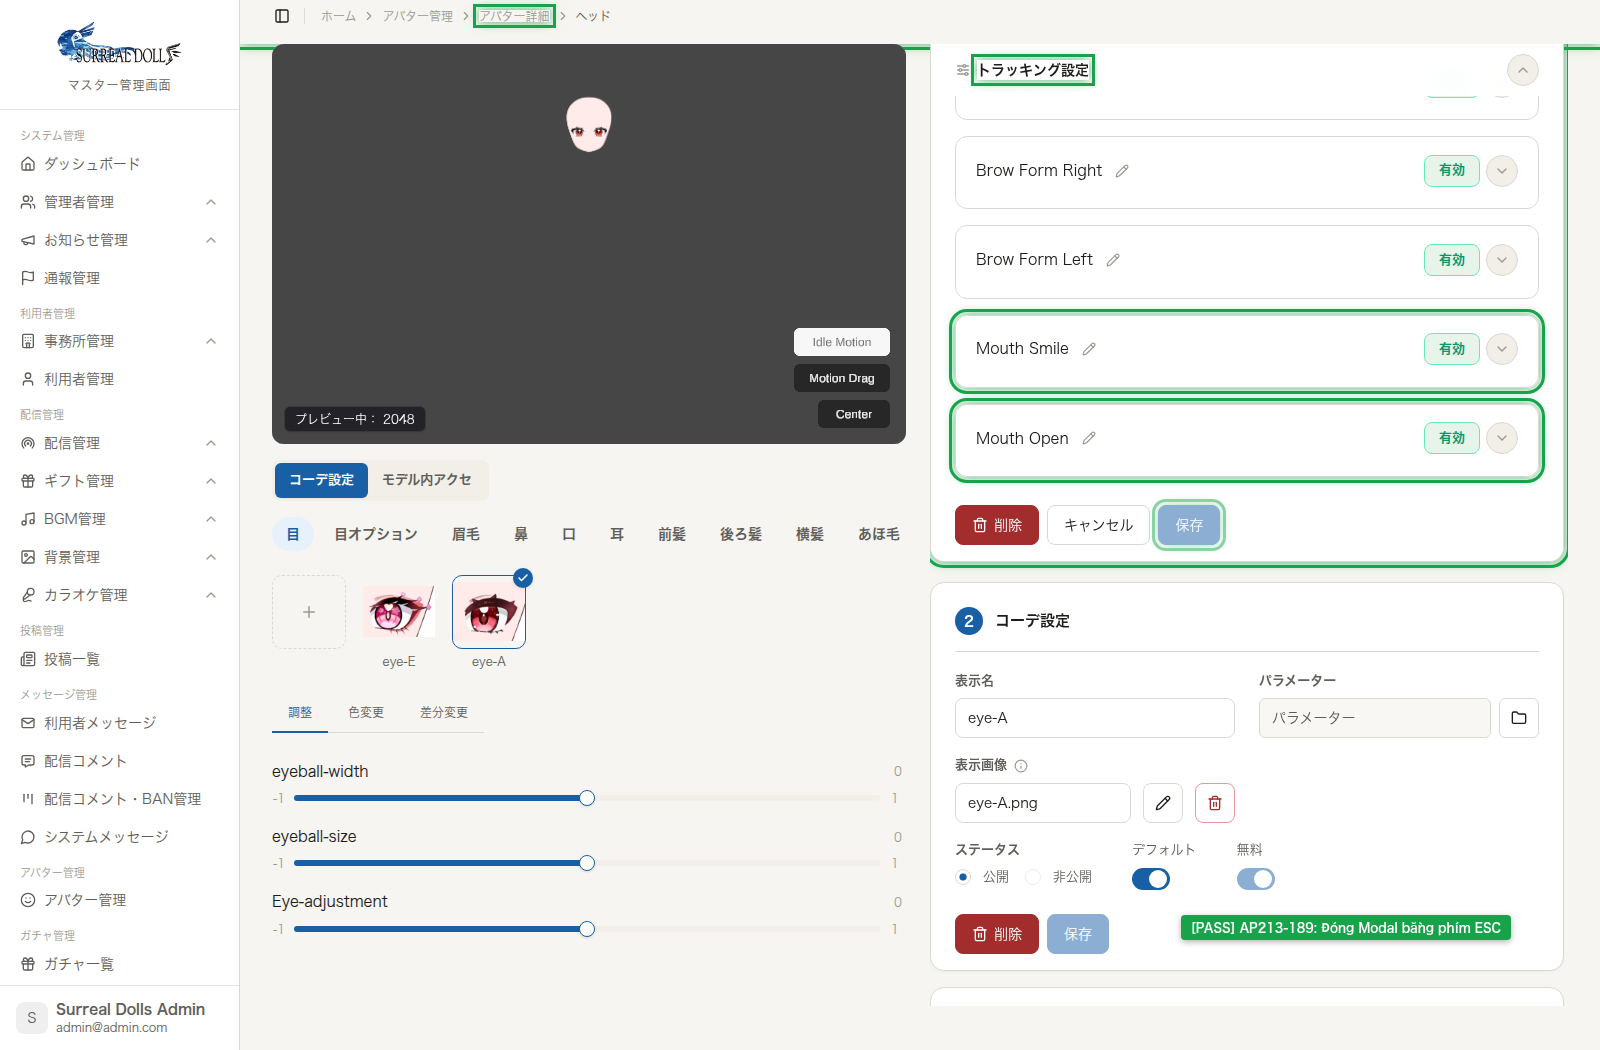 SURREAL DOLL
マスター管理画面
システム管理
ダッシュボード
管理者管理
お知らせ管理
通報管理
利用者管理
事務所管理
利用者管理
配信管理
配信管理
ギフト管理
BGM管理
背景管理
カラオケ管理
投稿管理
投稿一覧
メッセージ管理
利用者メッセージ
配信コメント
配信コメント・BAN管理
システムメッセージ
アバター管理
アバター管理
ガチャ管理
ガチャ一覧
S
Surreal Dolls Admin
admin@admin.com
ホーム > アバター管理 > アバター詳細 > ヘッド
Idle Motion
Motion Drag
Center
プレビュー中： 2048
コーデ設定 モデル内アクセ
目 目オプション 眉毛 鼻 口 耳 前髪 後ろ髪 横髪 あほ毛
eye-E eye-A
調整 色変更 差分変更
eyeball-width 0
-1 1
eyeball-size 0
-1 1
Eye-adjustment 0
-1 1
トラッキング設定
Brow Form Right 有効
Brow Form Left 有効
Mouth Smile 有効
Mouth Open 有効
削除 キャンセル 保存
2 コーデ設定
表示名 パラメーター
eye-A パラメーター
表示画像
eye-A.png
ステータス デフォルト 無料
公開 非公開
削除 保存
[PASS] AP213-189: Đóng Modal bằng phím ESC